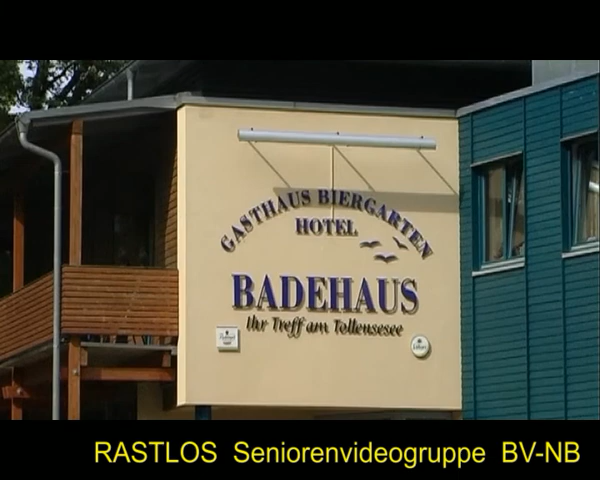 GASTHAUS BIERGARTEN
HOTEL
BADEHAUS
Ihr Treff am Tollensesee
RASTLOS Seniorenvideogruppe BV-NB